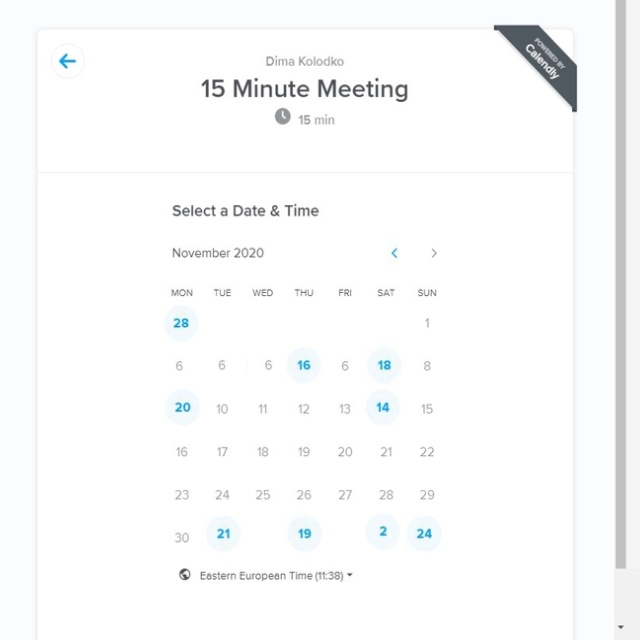 POWERED BY
Calendly
Dima Kolodko
15 Minute Meeting
15 min
Select a Date & Time
November 2020
MON TUE WED THU FRI SAT SUN
28 1
6 6 6 16 6 18 8
20 10 11 12 13 14 15
16 17 18 19 20 21 22
23 24 25 26 27 28 29
30 21 19 2 24
Eastern European Time (11:38)